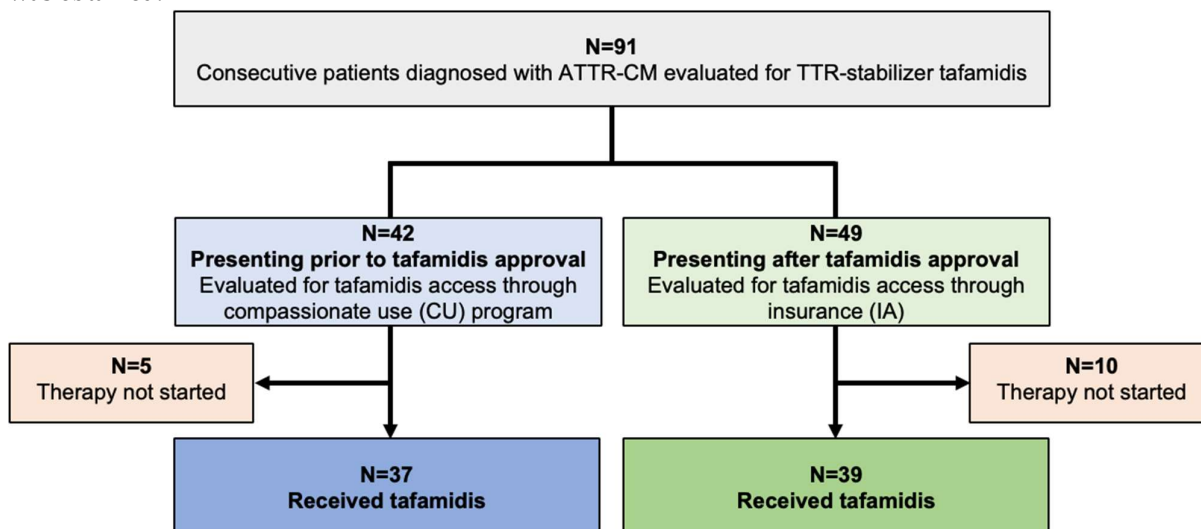 N=91
Consecutive patients diagnosed with ATTR-CM evaluated for TTR-stabilizer tafamidis
N=42
Presenting prior to tafamidis approval
Evaluated for tafamidis access through
compassionate use (CU) program
N=49
Presenting after tafamidis approval
Evaluated for tafamidis access through
insurance (IA)
N=5
Therapy not started
N=10
Therapy not started
N=37
Received tafamidis
N=39
Received tafamidis